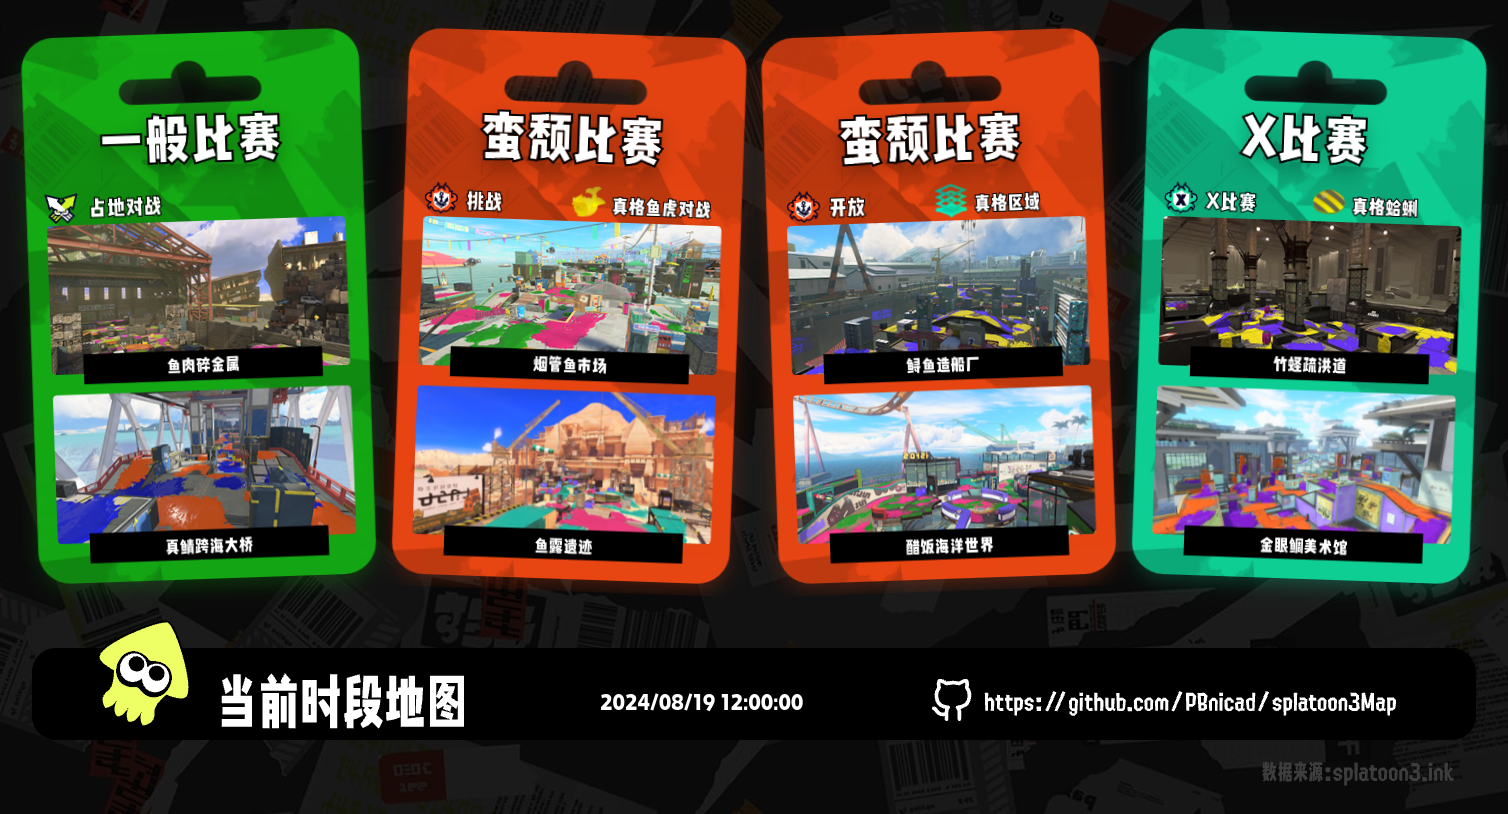 一般比赛
占地对战
鱼肉碎金属
真鲭跨海大桥
蛮颓比赛
挑战
真格鱼虎对战
烟管鱼市场
鱼露遗迹
蛮颓比赛
开放
真格区域
鲟鱼造船厂
醋饭海洋世界
X比赛
X比赛
真格蛤蜊
竹蛏疏洪道
金眼鲷美术馆
当前时段地图
2024/08/19 12:00:00
https://github.com/PBnicad/splatoon3Map
数据来源:splatoon3.ink